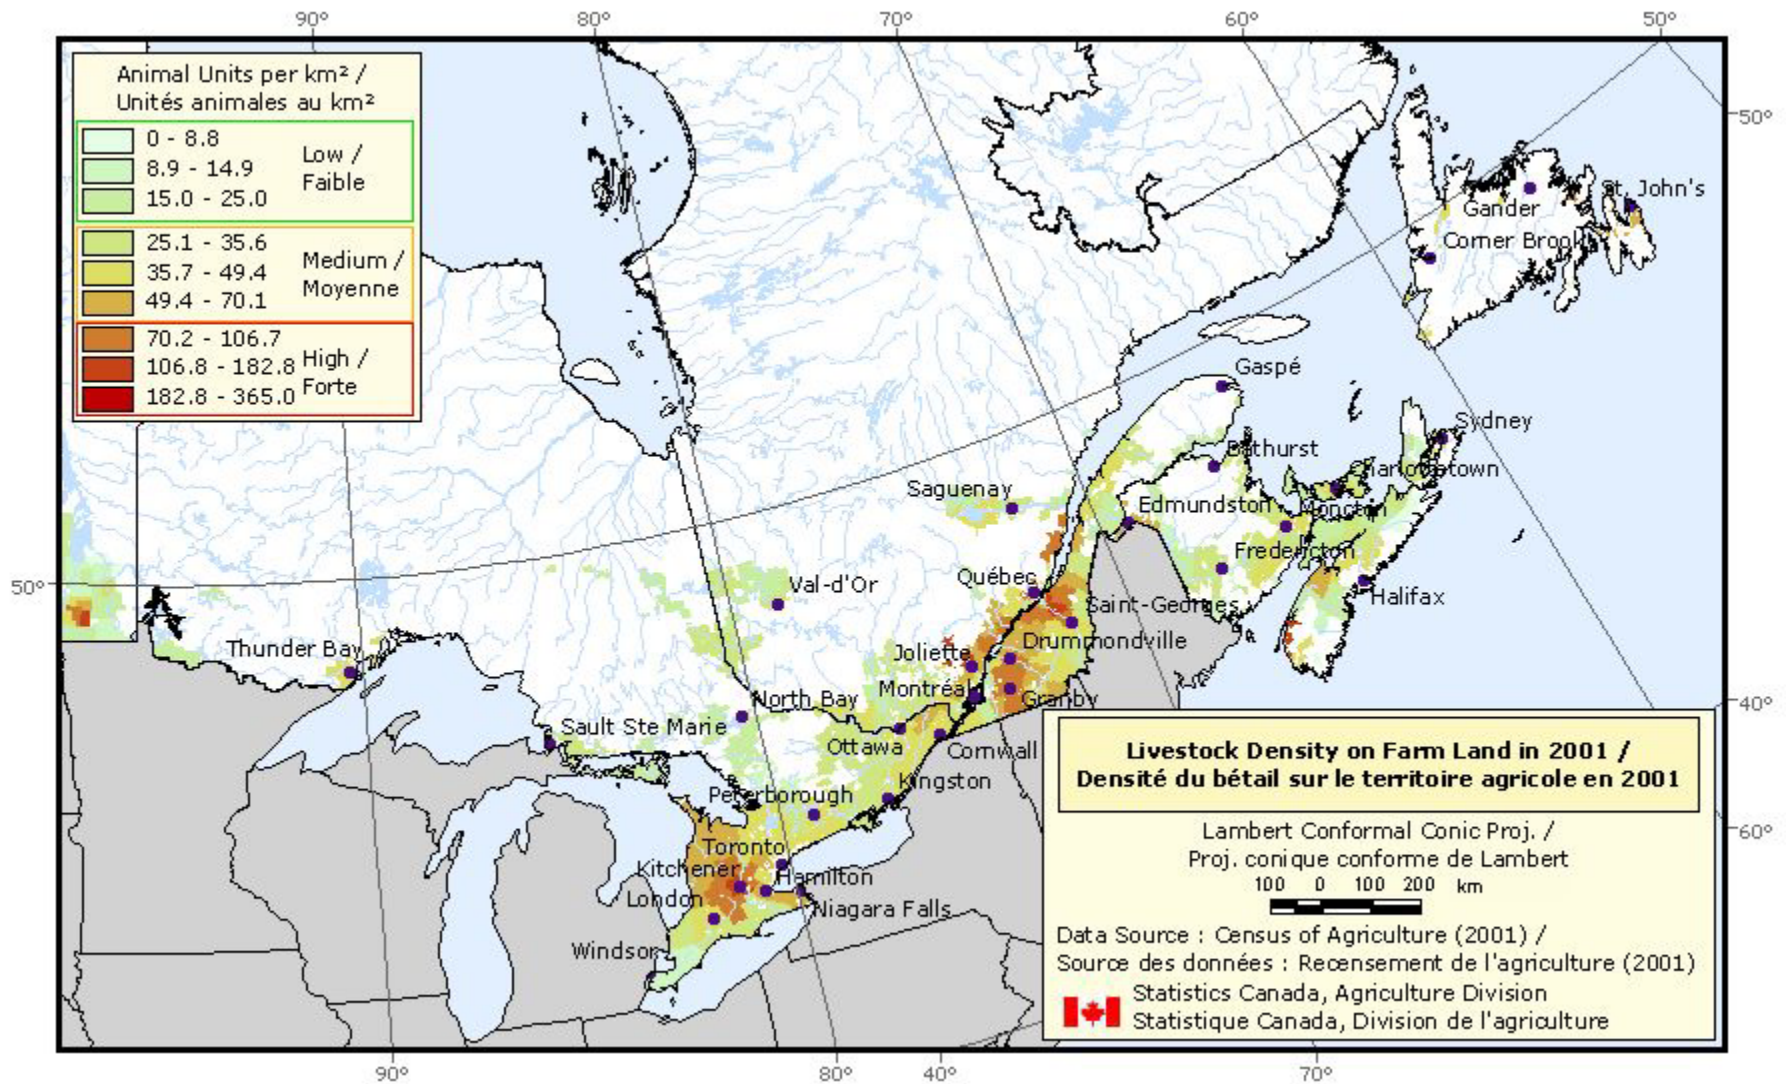 90°
80°
70°
60°
50°
Animal Units per km² /
Unités animales au km²
0 - 8.8
8.9 - 14.9
15.0 - 25.0
Low /
Faible
25.1 - 35.6
35.7 - 49.4
49.4 - 70.1
Medium /
Moyenne
70.2 - 106.7
106.8 - 182.8
182.8 - 365.0
High /
Forte
50°
St. John's
Gander
Corner Brook
Gaspé
Sydney
Bathurst
Charlottetown
Saguenay
Edmundston
Moncton
Fredericton
50°
Val-d'Or
Québec
Saint-Georges
Halifax
Thunder Bay
Joliette
Drummondville
Montréal
Granby
North Bay
40°
Sault Ste Marie
Ottawa
Cornwall
Kingston
Peterborough
Toronto
Kitchener
Hamilton
London
Niagara Falls
Windsor
Livestock Density on Farm Land in 2001 /
Densité du bétail sur le territoire agricole en 2001
60°
Lambert Conformal Conic Proj. /
Proj. conique conforme de Lambert
100 0 100 200 km
Data Source : Census of Agriculture (2001) /
Source des données : Recensement de l'agriculture (2001)
Statistics Canada, Agriculture Division
Statistique Canada, Division de l'agriculture
90°
80°
40°
70°